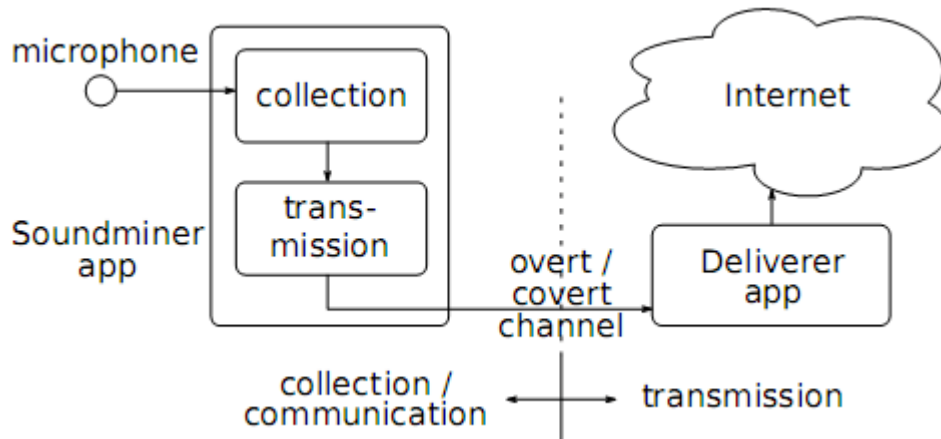 microphone
collection
trans-
mission
Soundminer
app
overt /
covert
channel
Internet
Deliverer
app
collection /
communication
transmission